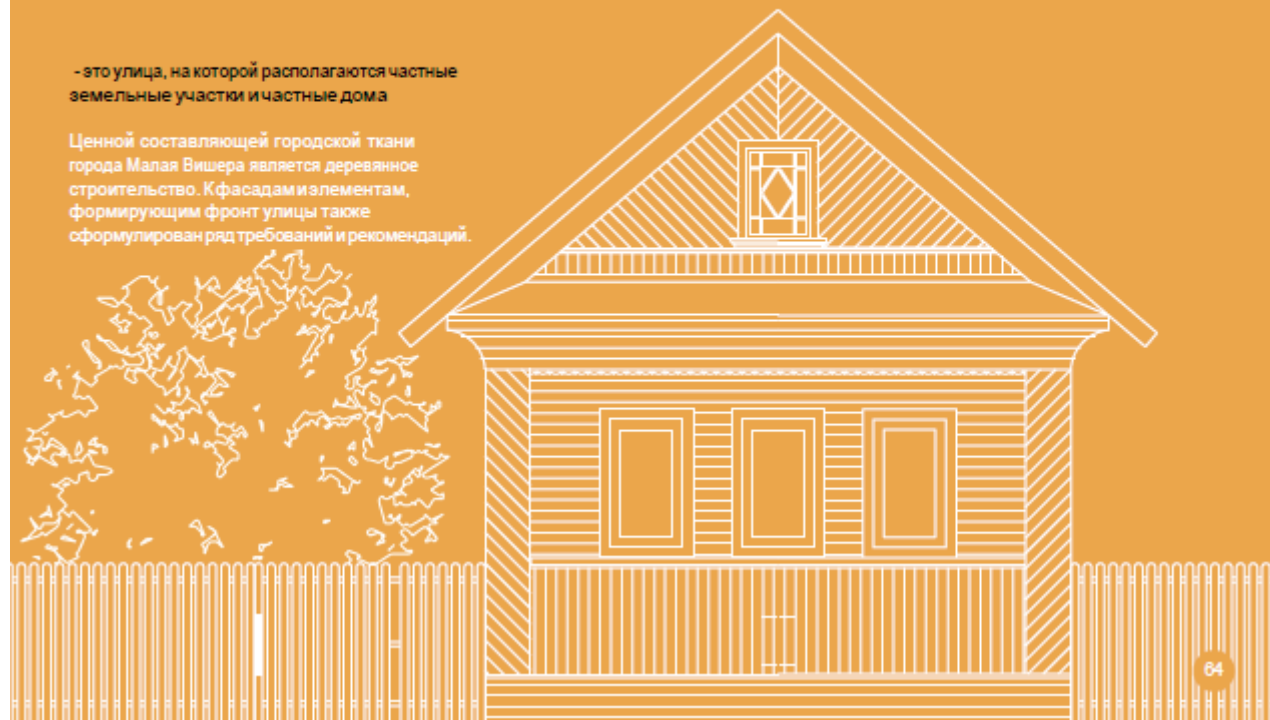 - это улица, на которой располагаются частные
земельные участки и частные дома
Ценной составляющей городской ткани
города Малая Вишера является деревянное
строительство. К фасадам и элементам,
формирующим фронт улицы также
сформулирован ряд требований и рекомендаций.
64